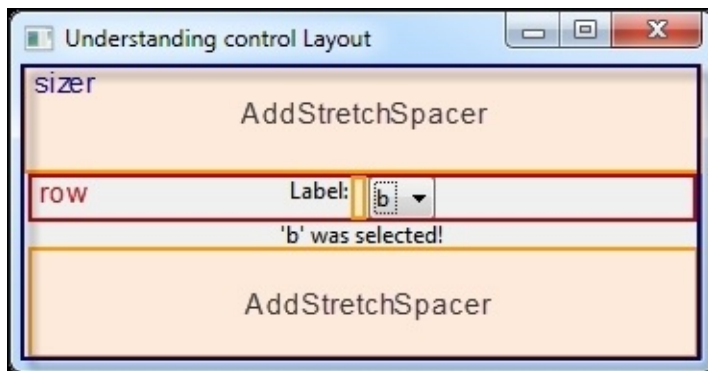 Understanding control Layout
sizer
AddStretchSpacer
row Label: b
'b' was selected!
AddStretchSpacer